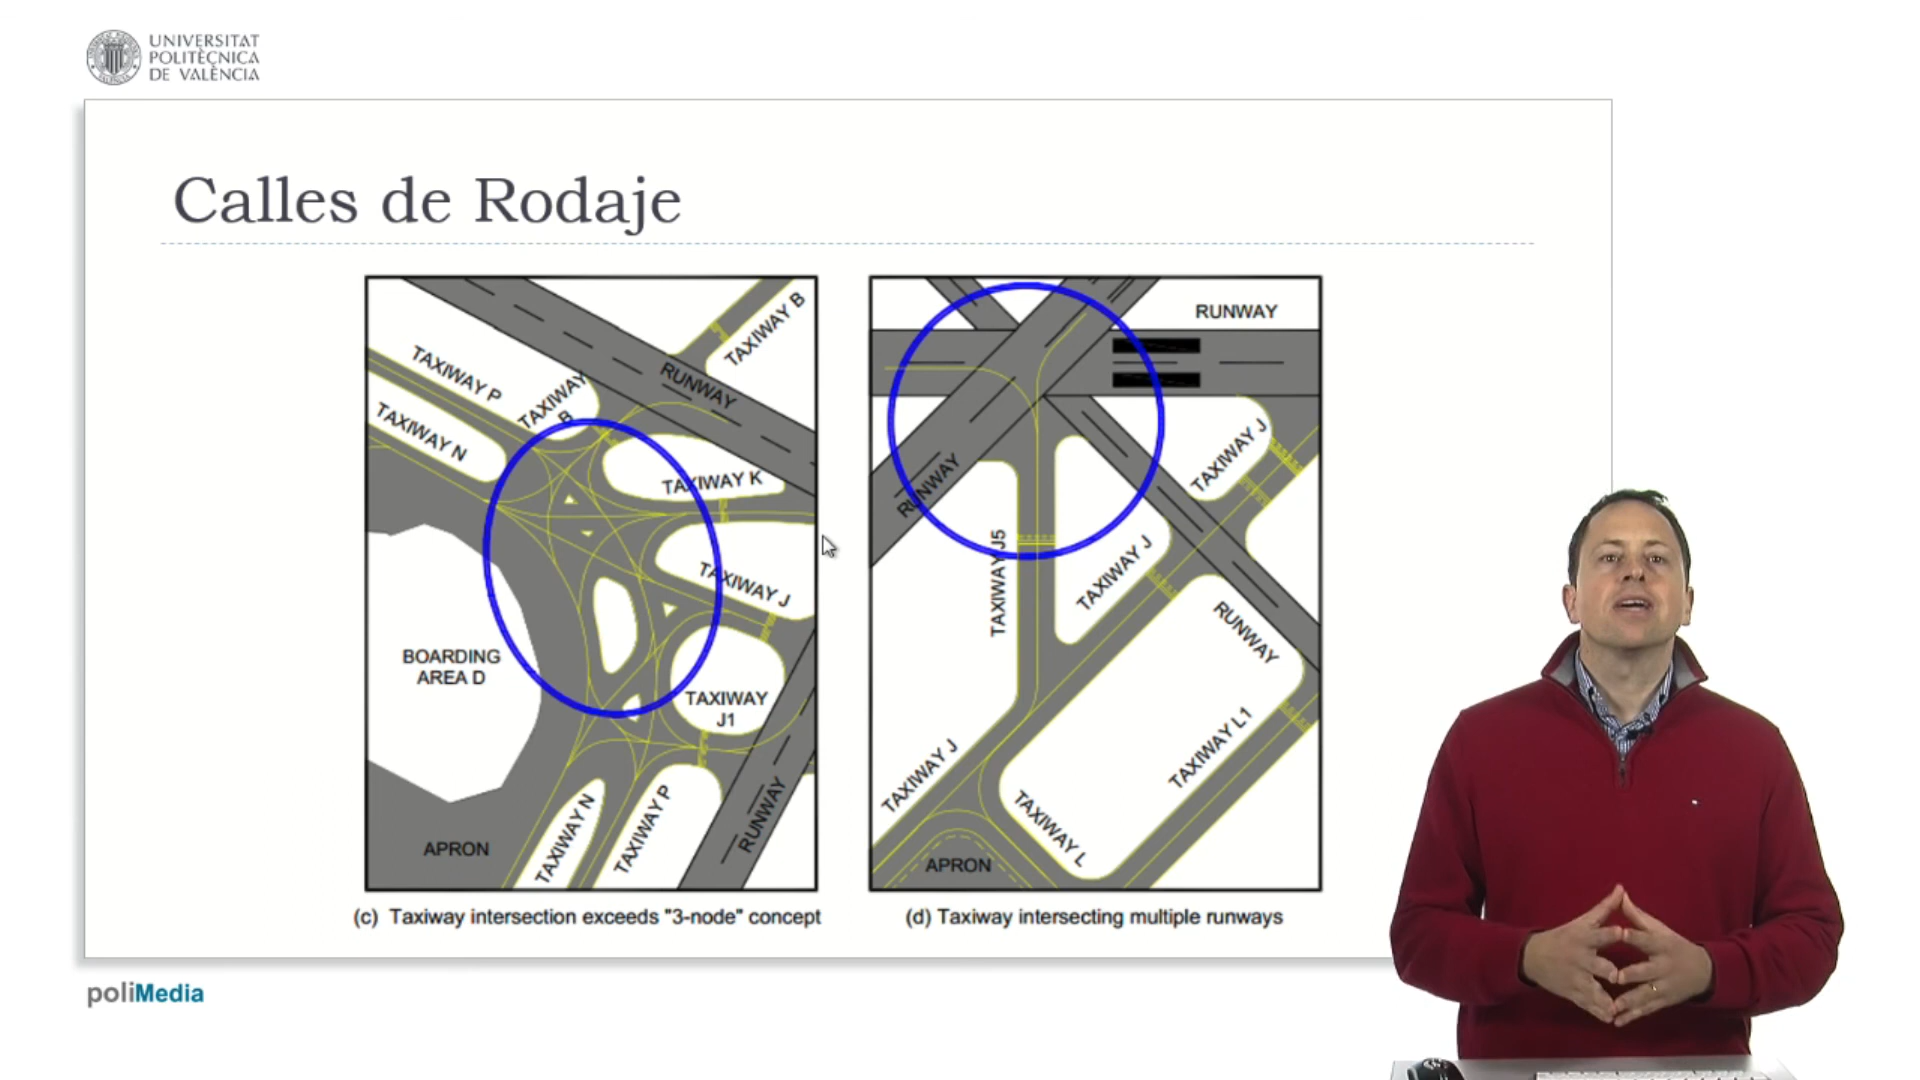 UNIVERSITAT
POLITÈCNICA
DE VALÈNCIA
Calles de Rodaje
TAXIWAY B
TAXIWAY P
TAXIWAY
B
RUNWAY
TAXIWAY N
TAXIWAY K
TAXIWAY J
BOARDING
AREA D
TAXIWAY
J1
APRON
TAXIWAY N
TAXIWAY P
RUNWAY
(c) Taxiway intersection exceeds "3-node" concept
RUNWAY
RUNWAY
TAXIWAY J
TAXIWAY J5
TAXIWAY J
RUNWAY
TAXIWAY J
TAXIWAY L1
TAXIWAY L
APRON
(d) Taxiway intersecting multiple runways
poliMedia